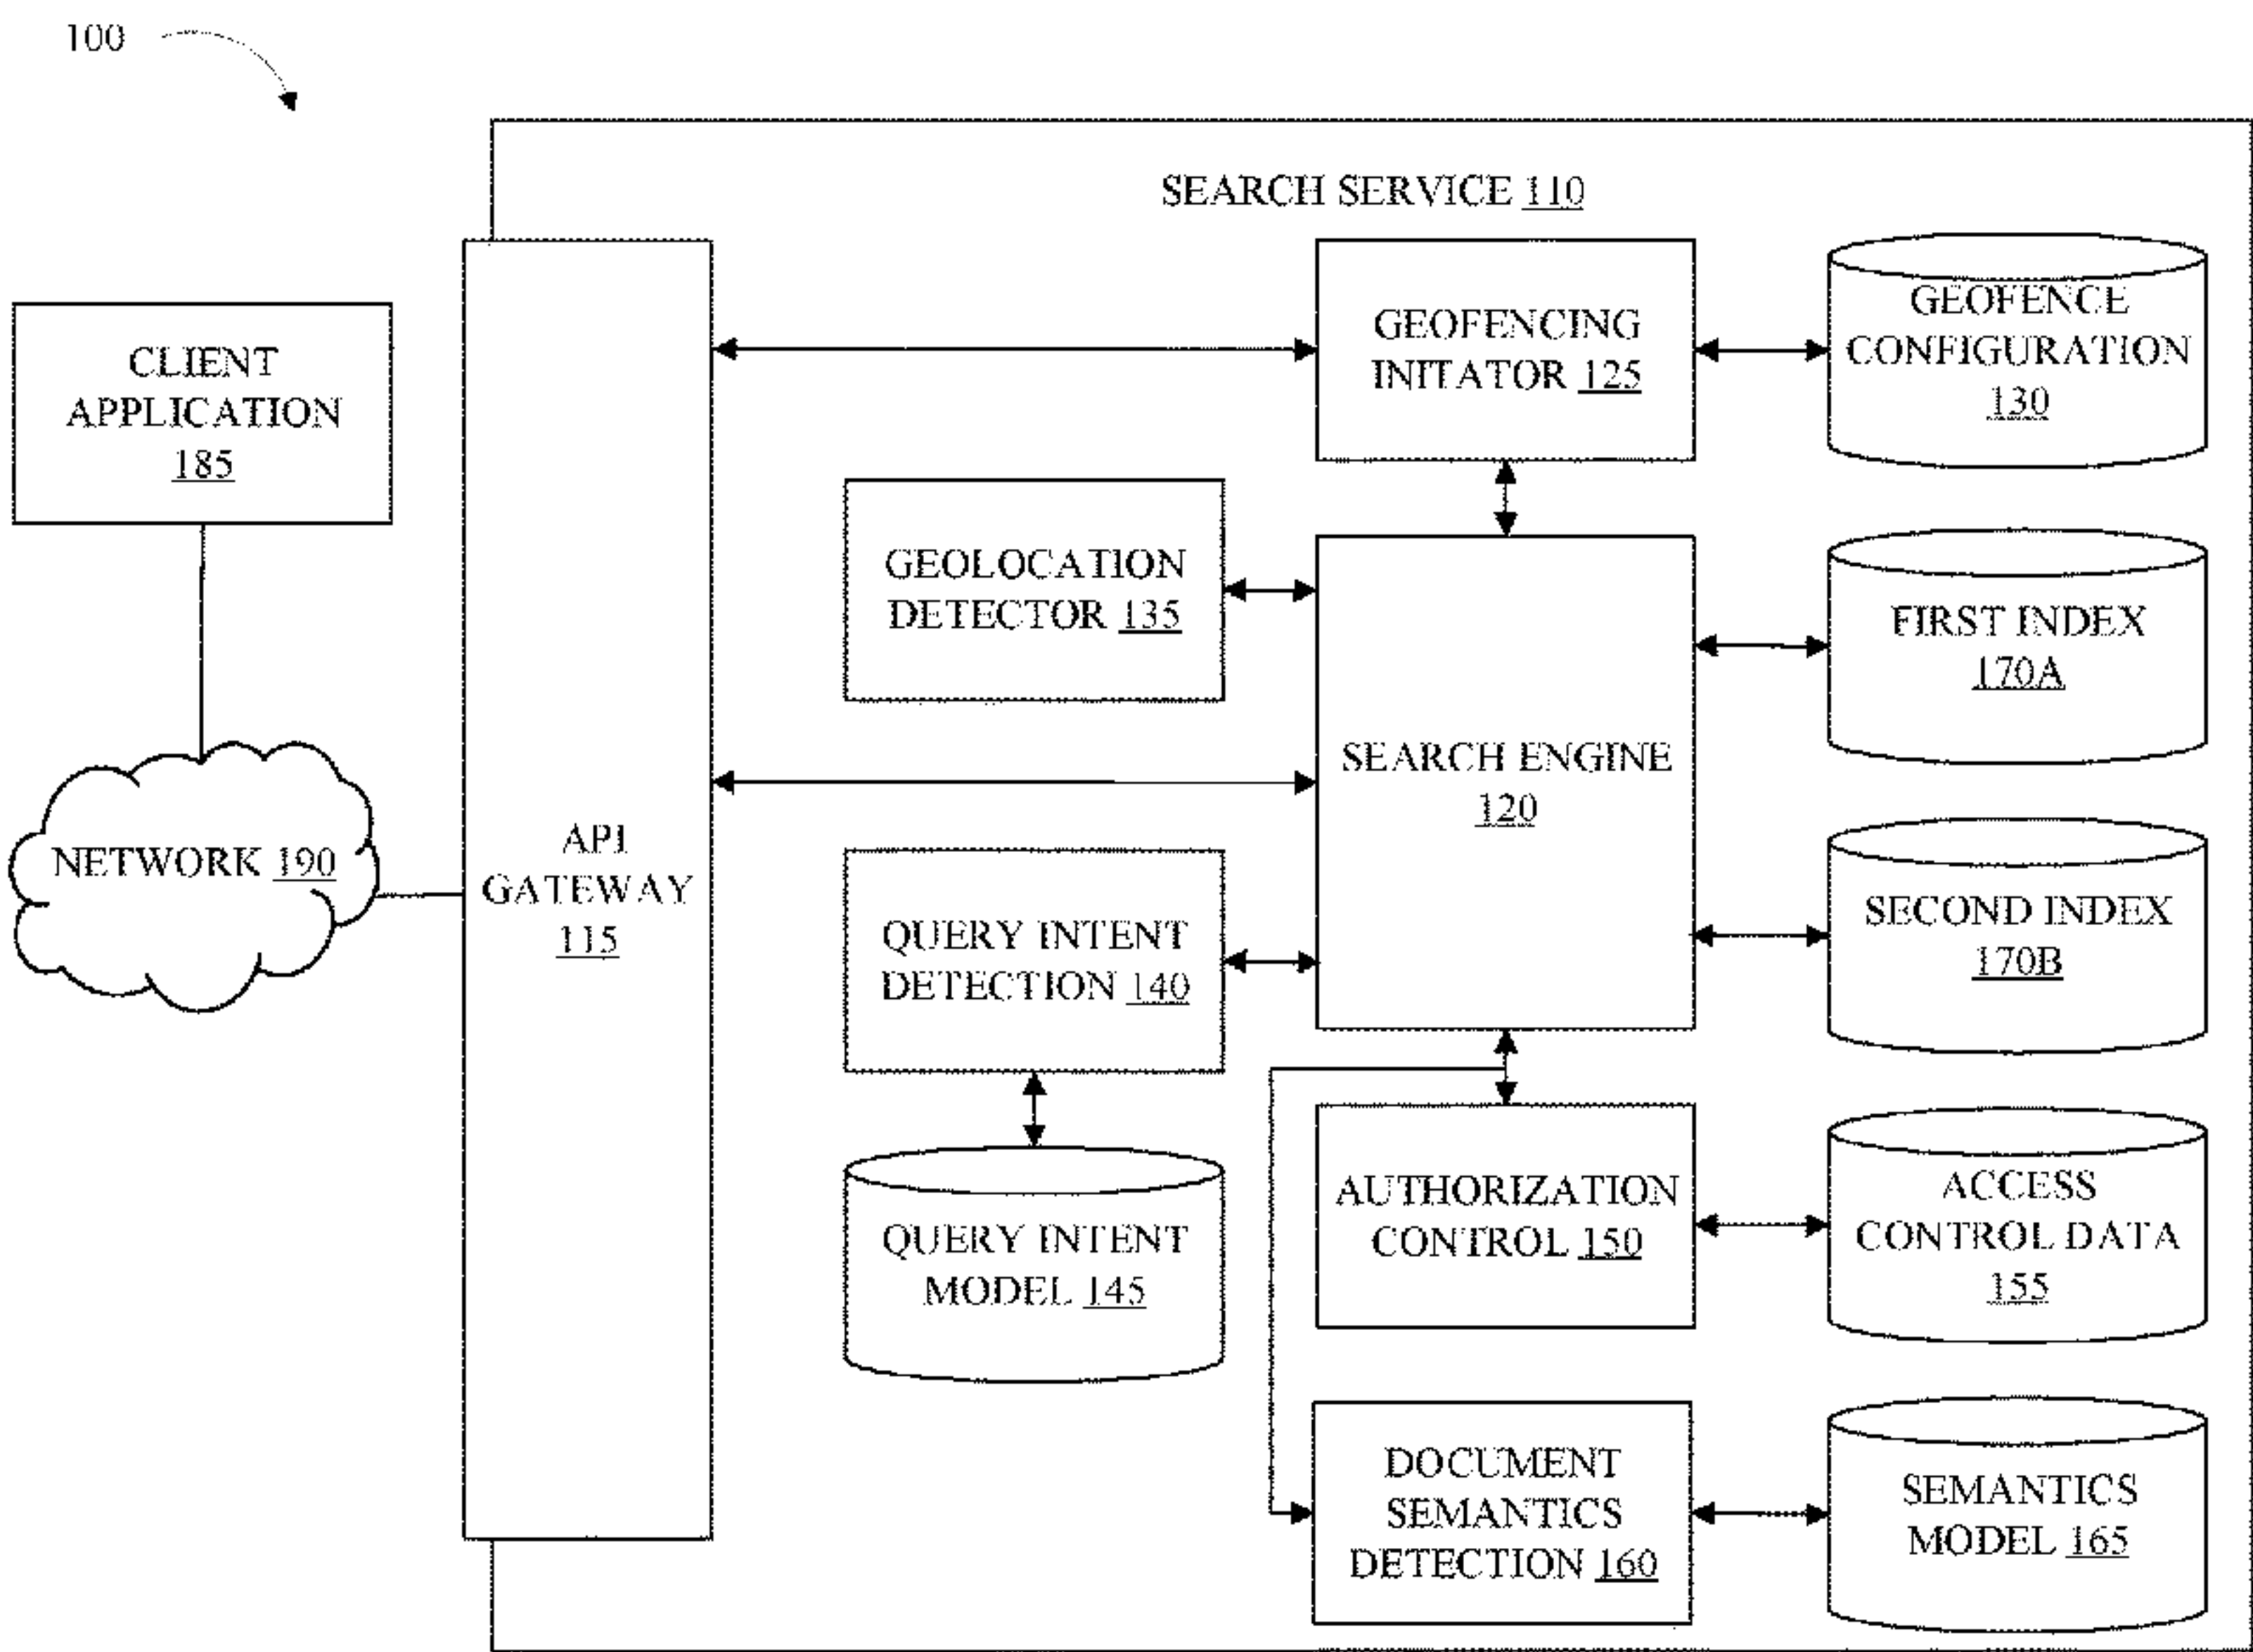 100
SEARCH SERVICE 110
CLIENT
APPLICATION
185
NETWORK 190
API
GATEWAY
115
GEOFENCING
INITATOR 125
GEOFENCE
CONFIGURATION
130
GEOLOCATION
DETECTOR 135
SEARCH ENGINE
120
FIRST INDEX
170A
SECOND INDEX
170B
QUERY INTENT
DETECTION 140
QUERY INTENT
MODEL 145
AUTHORIZATION
CONTROL 150
ACCESS
CONTROL DATA
155
DOCUMENT
SEMANTICS
DETECTION 160
SEMANTICS
MODEL 165